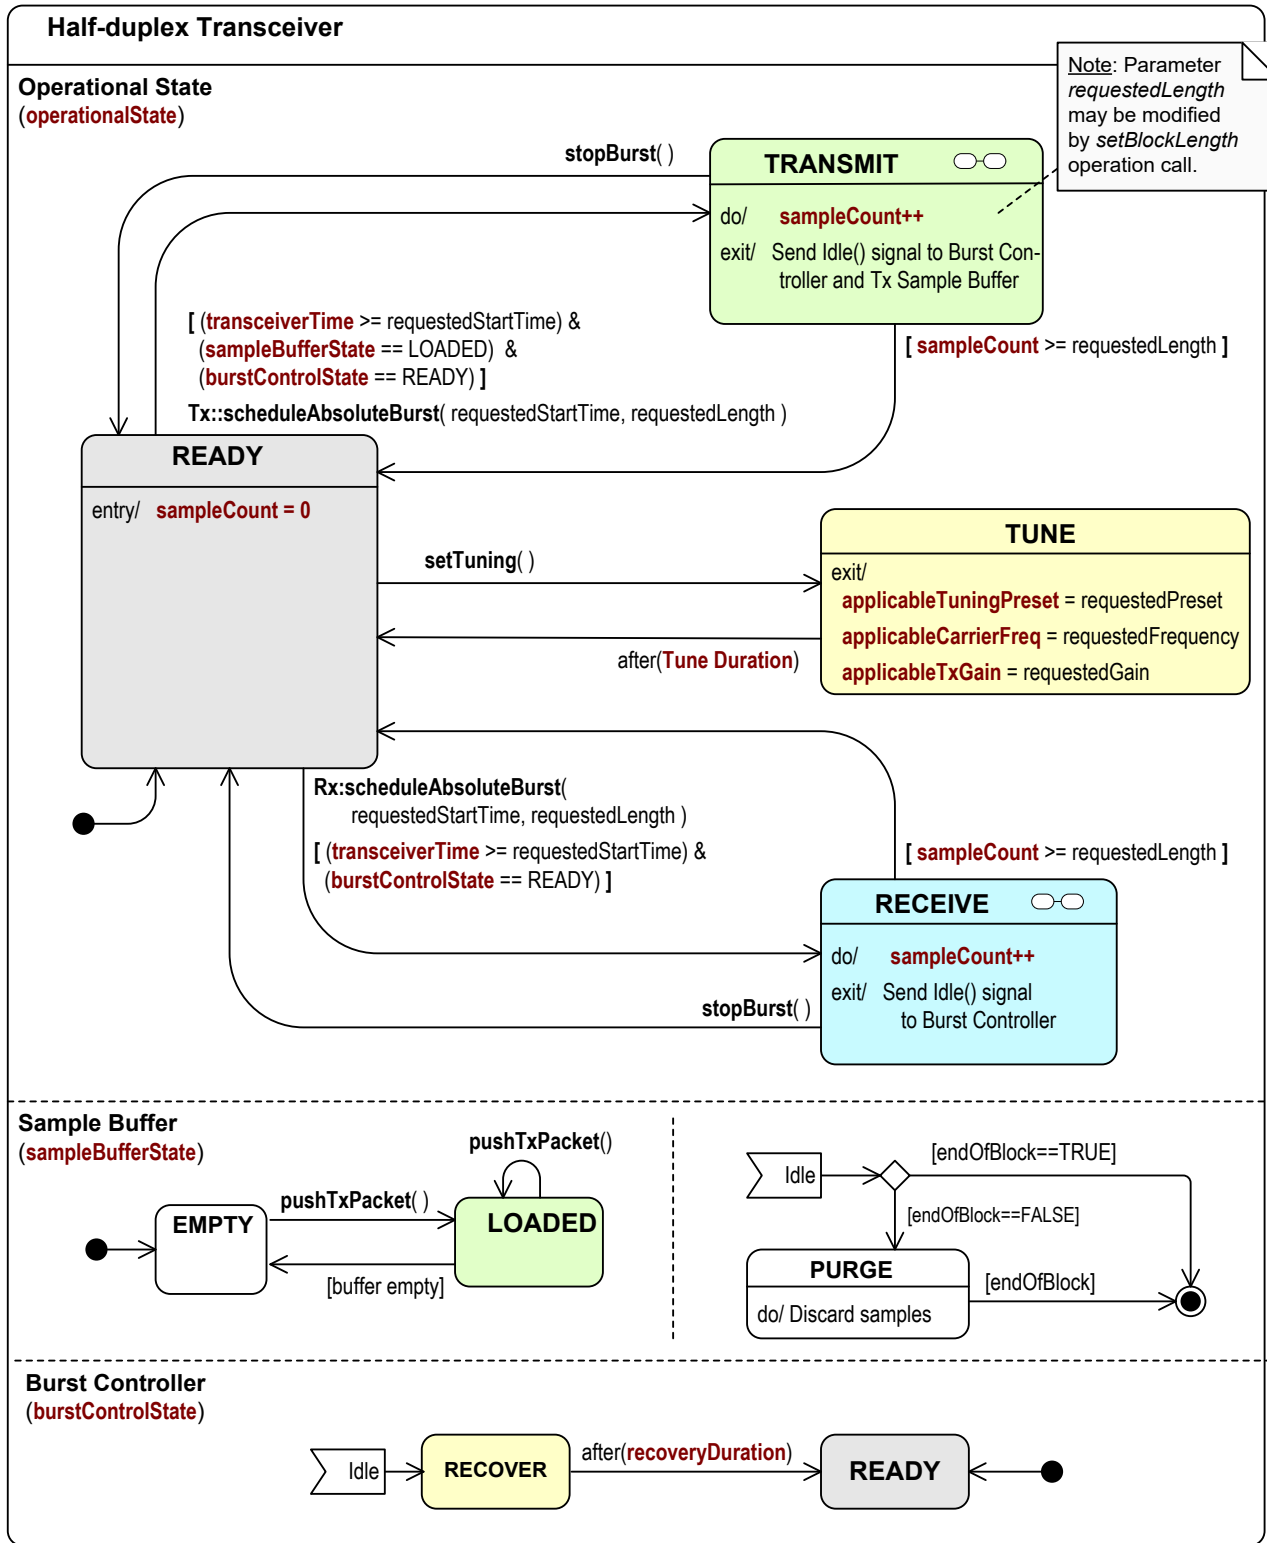 Half-duplex Transceiver
Note: Parameter
requestedLength
may be modified
by setBlockLength
operation call.
Operational State
(operationalState)
stopBurst( )
TRANSMIT
do/ sampleCount++
exit/ Send Idle() signal to Burst Con-
troller and Tx Sample Buffer
[ (transceiverTime >= requestedStartTime) &
(sampleBufferState == LOADED) &
(burstControlState == READY) ]
Tx::scheduleAbsoluteBurst( requestedStartTime, requestedLength )
[ sampleCount >= requestedLength ]
READY
entry/ sampleCount = 0
setTuning( )
after(Tune Duration)
TUNE
exit/
applicableTuningPreset = requestedPreset
applicableCarrierFreq = requestedFrequency
applicableTxGain = requestedGain
Rx:scheduleAbsoluteBurst(
requestedStartTime, requestedLength )
[ (transceiverTime >= requestedStartTime) &
(burstControlState == READY) ]
[ sampleCount >= requestedLength ]
RECEIVE
do/ sampleCount++
exit/ Send Idle() signal
to Burst Controller
stopBurst( )
Sample Buffer
(sampleBufferState)
pushTxPacket()
pushTxPacket( )
EMPTY
LOADED
[buffer empty]
Idle
[endOfBlock==TRUE]
[endOfBlock==FALSE]
PURGE
do/ Discard samples
[endOfBlock]
Burst Controller
(burstControlState)
Idle
RECOVER
after(recoveryDuration)
READY